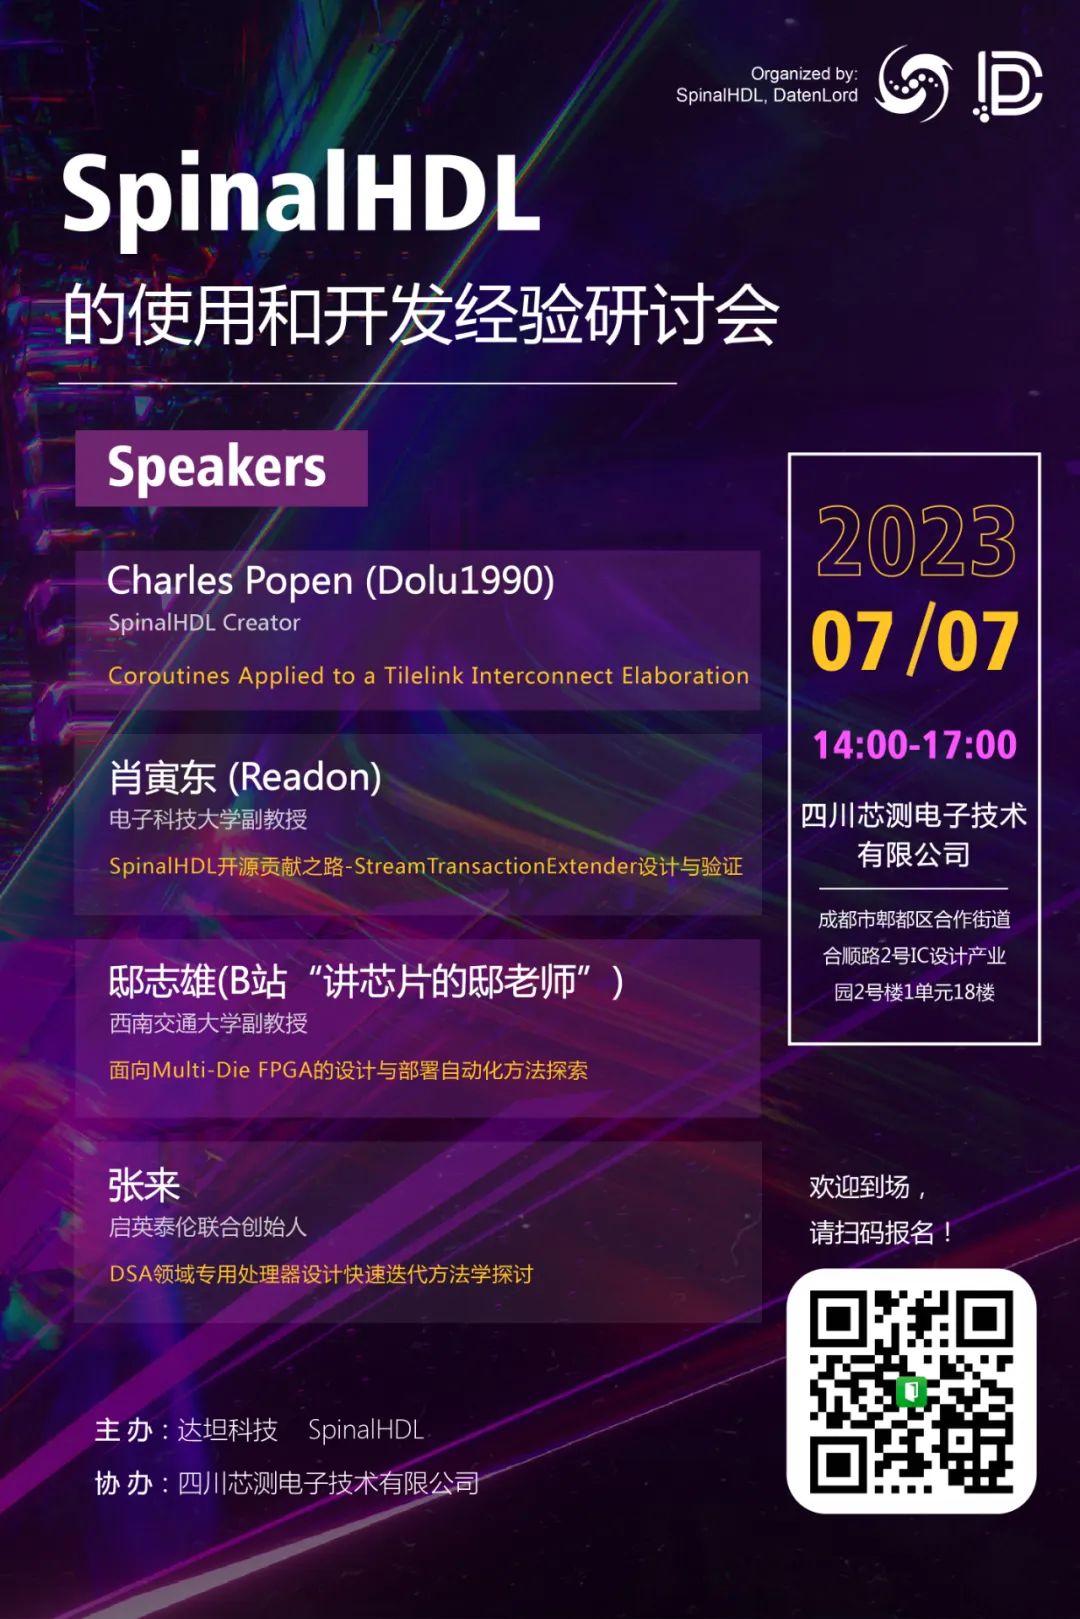 Organized by:
SpinalHDL, DatenLord
SpinalHDL
的使用和开发经验研讨会
Speakers
Charles Popen (Dolu1990)
SpinalHDL Creator
Coroutines Applied to a Tilelink Interconnect Elaboration
肖寅东 (Readon)
电子科技大学副教授
SpinalHDL开源贡献之路-StreamTransactionExtender设计与验证
邸志雄(B站“讲芯片的邸老师”)
西南交通大学副教授
面向Multi-Die FPGA的设计与部署自动化方法探索
张来
启英泰伦联合创始人
DSA领域专用处理器设计快速迭代方法学探讨
2023
07/07
14:00-17:00
四川芯测电子技术
有限公司
成都市郫都区合作街道
合顺路2号IC设计产业
园2号楼1单元18楼
欢迎到场，
请扫码报名！
主 办：达坦科技 SpinalHDL
协 办：四川芯测电子技术有限公司